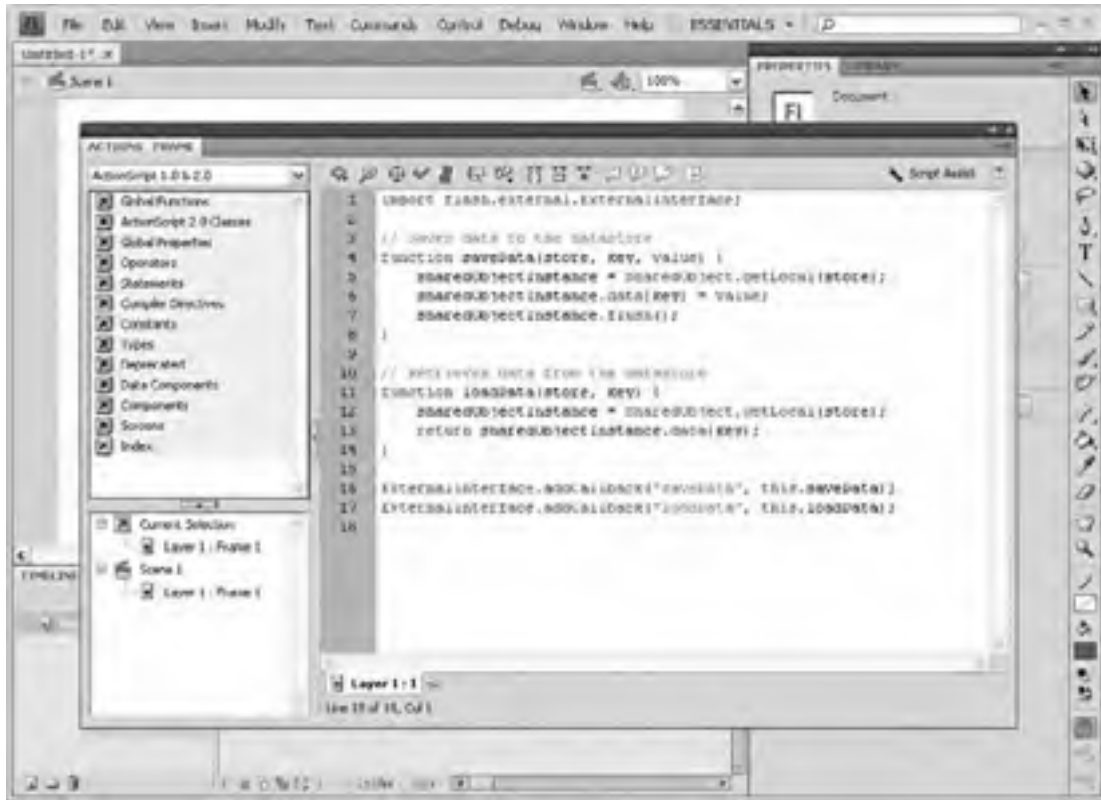 File Edit View Insert Modify Text Commands Control Debug Window Help ESSENTIALS
Untitled-1* x
Scene 1 100%
PROPERTIES LIBRARY
Fl Document
ACTIONS - FRAME
ActionScript 1.0 & 2.0
Script Assist
Global Functions
ActionScript 2.0 Classes
Global Properties
Operators
Statements
Compiler Directives
Constants
Types
Deprecated
Data Components
Components
Screens
Index
Current Selection
Layer 1 : Frame 1
Scene 1
Layer 1 : Frame 1
1 import flash.external.ExternalInterface;
2
3 // Saves data to the datastore
4 function saveData(store, key, value) {
5 sharedObjectInstance = SharedObject.getLocal(store);
6 sharedObjectInstance.data[key] = value;
7 sharedObjectInstance.flush();
8 }
9
10 // Retrieves data from the datastore
11 function loadData(store, key) {
12 sharedObjectInstance = SharedObject.getLocal(store);
13 return sharedObjectInstance.data[key];
14 }
15
16 ExternalInterface.addCallback("saveData", this.saveData);
17 ExternalInterface.addCallback("loadData", this.loadData);
18
Layer 1 : 1
Line 18 of 18, Col 1
TIMELINE
T